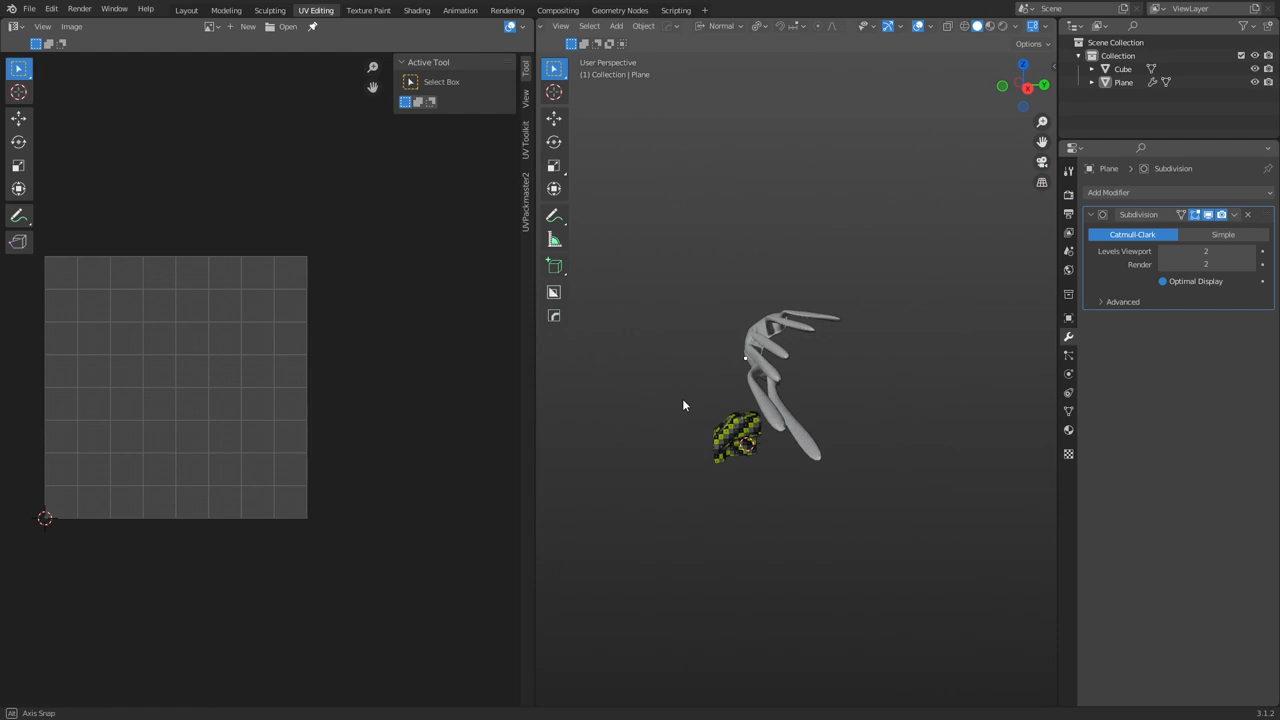 File Edit Render Window Help Layout Modeling Sculpting UV Editing Texture Paint Shading Animation Rendering Compositing Geometry Nodes Scripting + Scene ViewLayer
View Image New Open View Select Add Object Normal
Options
Scene Collection
Collection
Cube
Plane
Active Tool
Select Box
Tool
View
UV Toolkit
UVPackmaster2
User Perspective
(1) Collection | Plane
X
Y
Z
Plane > Subdivision
Add Modifier
Subdivision
Catmull-Clark Simple
Levels Viewport 2
Render 2
Optimal Display
Advanced
Alt Axis Snap
3.1.2